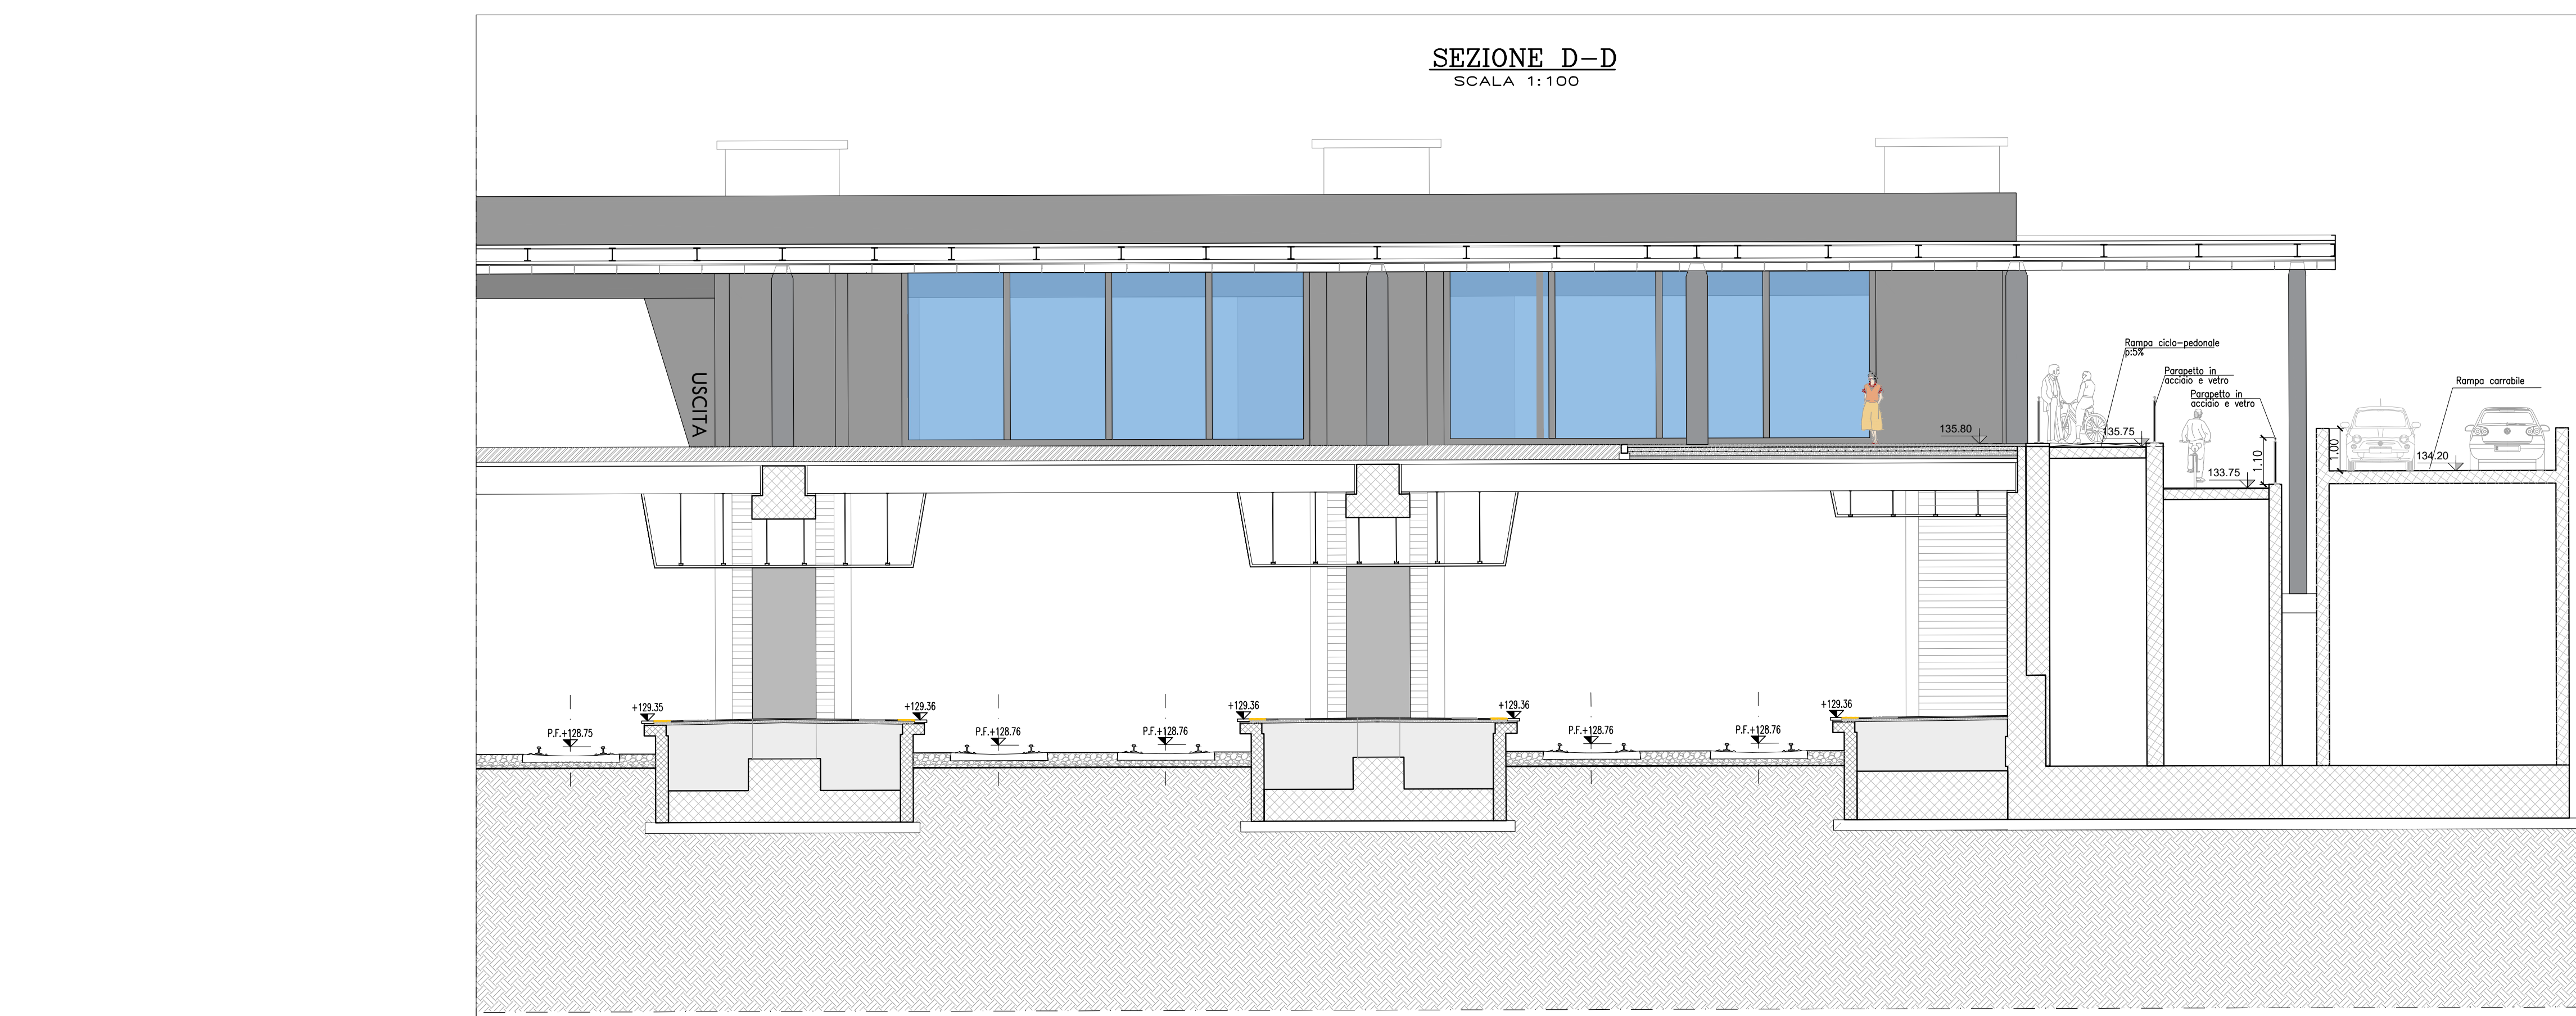 SEZIONE D-D
SCALA 1:100
USCITA
Rampa ciclo-pedonale
p:5%
Parapetto in
acciaio e vetro
Parapetto in
acciaio e vetro
Rampa carrabile
135.80
135.75
1.10
133.75
1.00
134.20
+129.35
+129.36
+129.36
+129.36
+129.36
P.F.+128.75
P.F.+128.76
P.F.+128.76
P.F.+128.76
P.F.+128.76